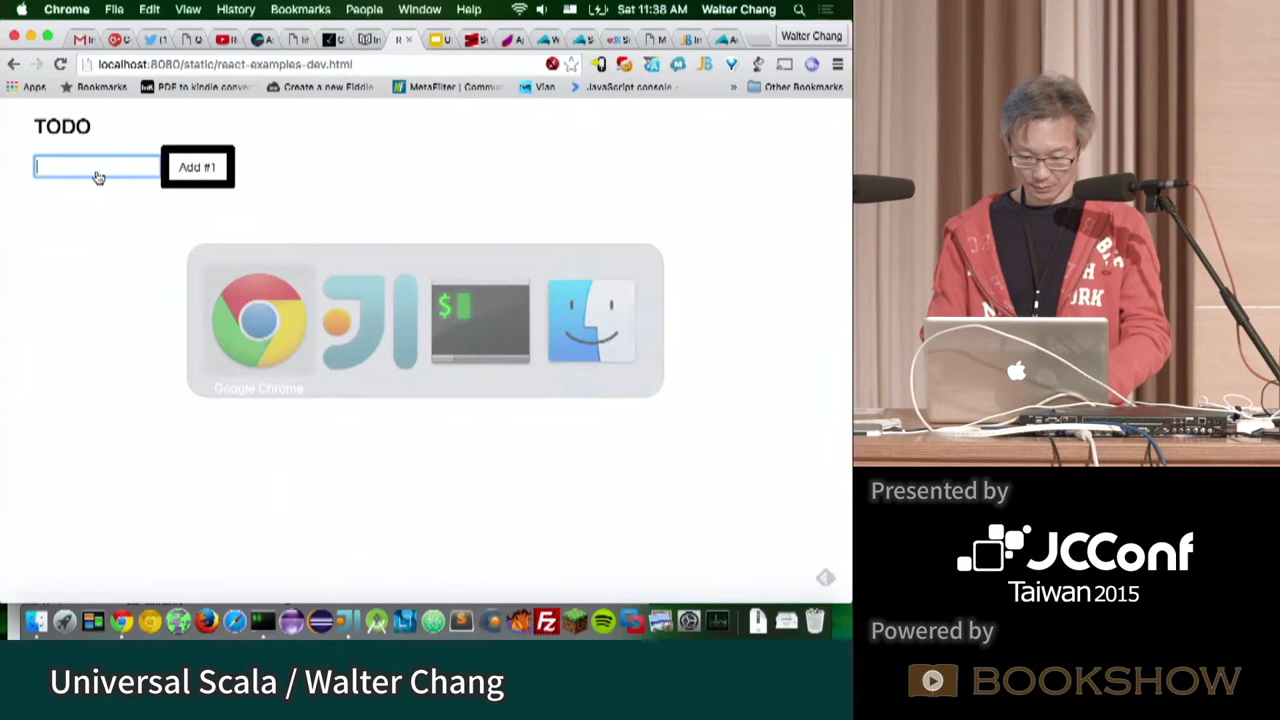 Chrome File Edit View History Bookmarks People Window Help Sat 11:38 AM Walter Chang
Walter Chang
localhost:8080/static/react-examples-dev.html
Apps Bookmarks PDF to kindle conver Create a new Fiddle MetaFilter | Commu Vian JavaScript console Other Bookmarks
TODO
Add #1
$
Google Chrome
Presented by
JCConf
Taiwan 2015
Powered by
BOOKSHOW
Universal Scala / Walter Chang